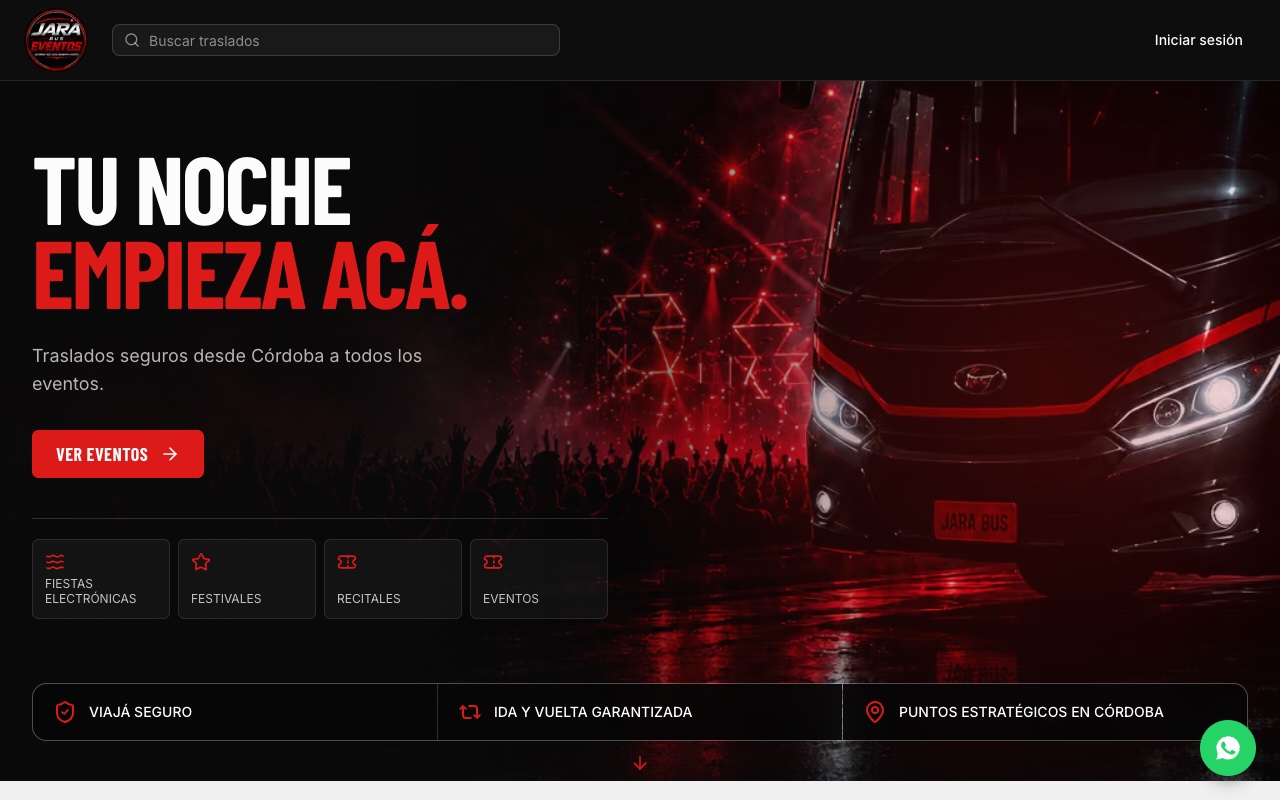 JARA
BUS
EVENTOS
Buscar traslados
Iniciar sesión
TU NOCHE
EMPIEZA ACÁ.
Traslados seguros desde Córdoba a todos los
eventos.
VER EVENTOS
FIESTAS
ELECTRÓNICAS
FESTIVALES
RECITALES
EVENTOS
JARA BUS
VIAJÁ SEGURO
IDA Y VUELTA GARANTIZADA
PUNTOS ESTRATÉGICOS EN CÓRDOBA